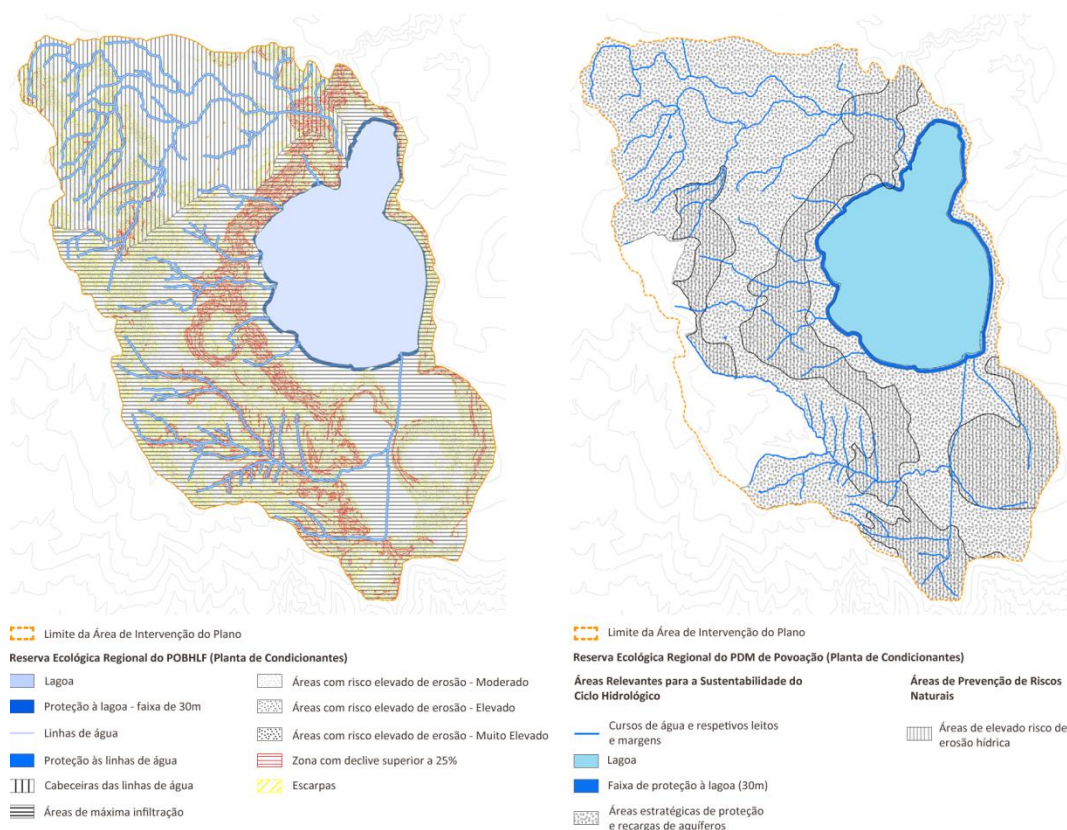 Limite da Área de Intervenção do Plano
Reserva Ecológica Regional do POBHLF (Planta de Condicionantes)
Lagoa
Proteção à lagoa - faixa de 30m
Linhas de água
Proteção às linhas de água
Cabeceiras das linhas de água
Áreas de máxima infiltração
Áreas com risco elevado de erosão - Moderado
Áreas com risco elevado de erosão - Elevado
Áreas com risco elevado de erosão - Muito Elevado
Zona com declive superior a 25%
Escarpas
Limite da Área de Intervenção do Plano
Reserva Ecológica Regional do PDM de Povoação (Planta de Condicionantes)
Áreas Relevantes para a Sustentabilidade do
Ciclo Hidrológico
Cursos de água e respetivos leitos
e margens
Lagoa
Faixa de proteção à lagoa (30m)
Áreas estratégicas de proteção
e recargas de aquíferos
Áreas de Prevenção de Riscos
Naturais
Áreas de elevado risco de
erosão hídrica